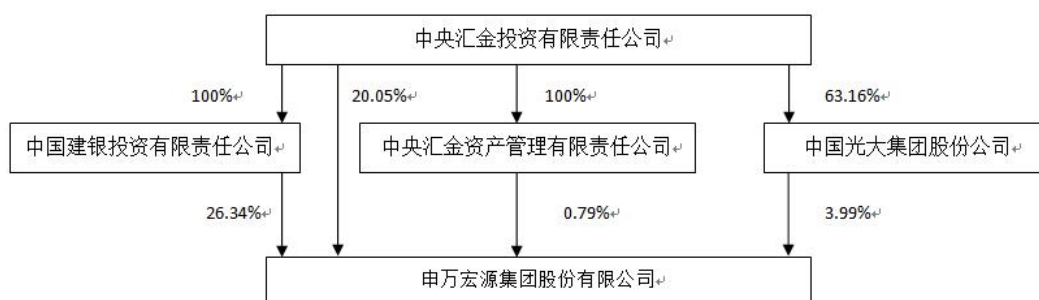 中央汇金投资有限责任公司
100%
20.05%
100%
63.16%
中国建银投资有限责任公司
中央汇金资产管理有限责任公司
中国光大集团股份公司
26.34%
0.79%
3.99%
申万宏源集团股份有限公司